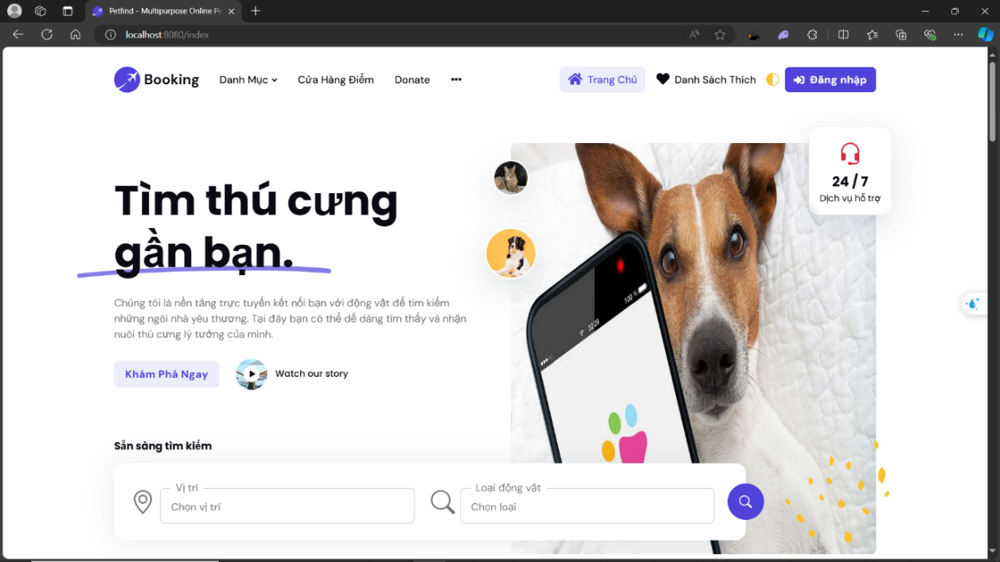 Petfind - Multipurpose Online Pe
localhost:8080/index
Booking
Danh Mục
Cửa Hàng Điểm
Donate
Trang Chủ
Danh Sách Thích
Đăng nhập
24 / 7
Dịch vụ hỗ trợ
Tìm thú cưng
gần bạn.
Chúng tôi là nền tảng trực tuyến kết nối bạn với động vật để tìm kiếm
những ngôi nhà yêu thương. Tại đây bạn có thể dễ dàng tìm thấy và nhận
nuôi thú cưng lý tưởng của mình.
Khám Phá Ngay
Watch our story
100 %
22:29
Sẵn sàng tìm kiếm
Vị trí
Chọn vị trí
Loại động vật
Chọn loại